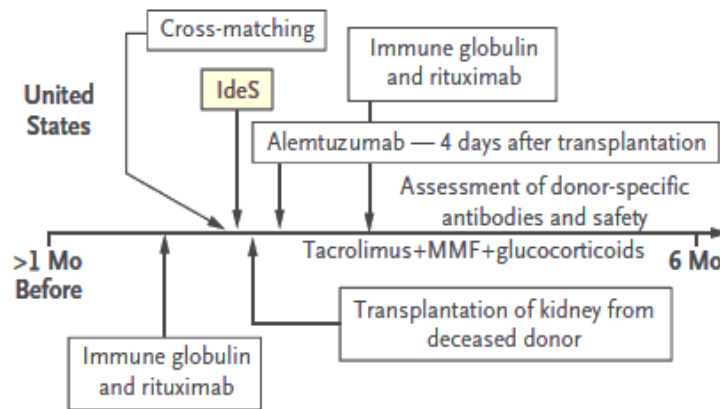 Cross-matching
Immune globulin
and rituximab
United
States
IdeS
Alemtuzumab — 4 days after transplantation
Assessment of donor-specific
antibodies and safety
>1 Mo
Before
Tacrolimus+MMF+glucocorticoids
6 Mo
Immune globulin
and rituximab
Transplantation of kidney from
deceased donor